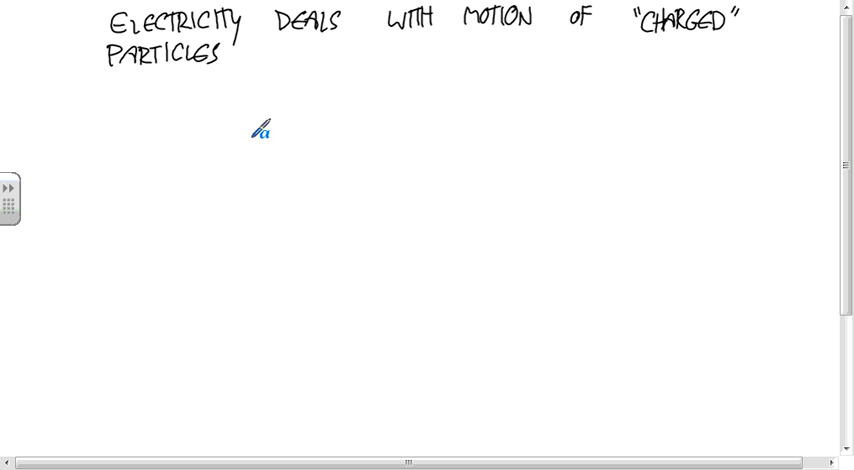 ELECTRICITY DEALS WITH MOTION OF "CHARGED"
PARTICLES